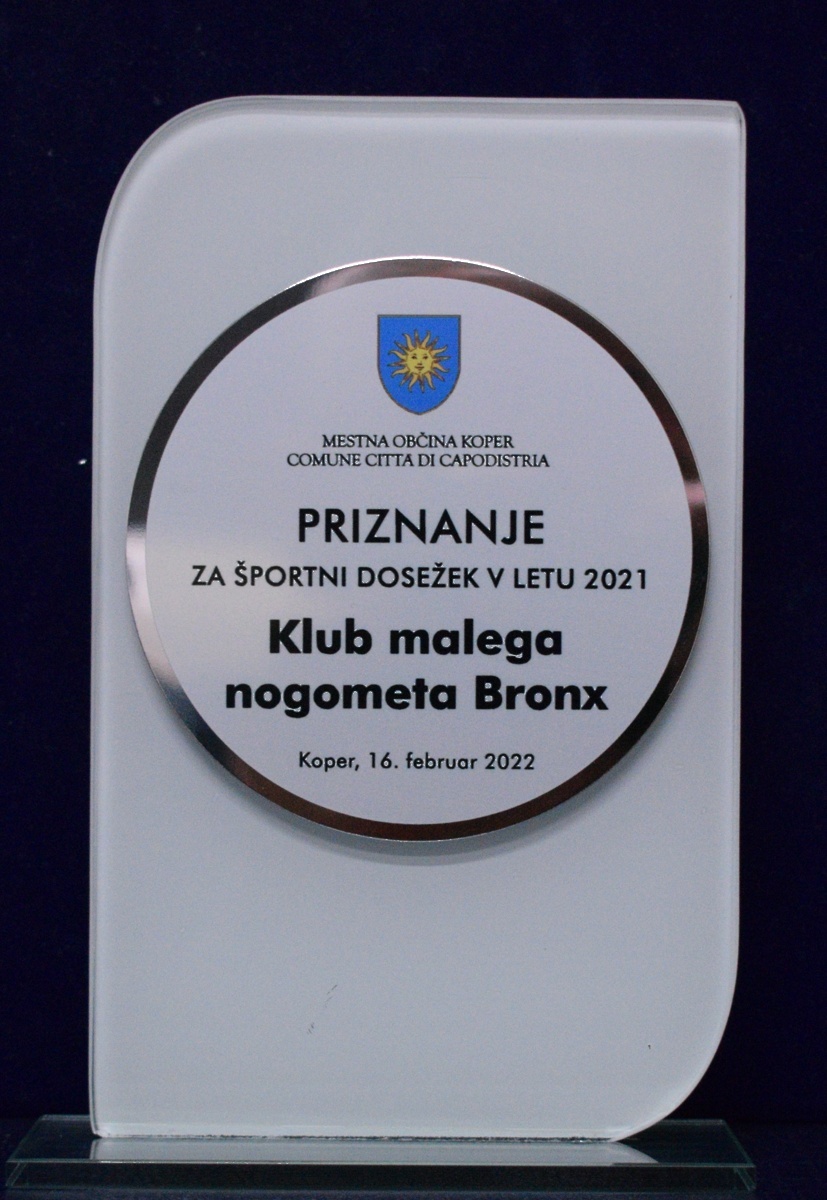 MESTNA OBČINA KOPER
COMUNE CITTA DI CAPODISTRIA
PRIZNANJE
ZA ŠPORTNI DOSEŽEK V LETU 2021
Klub malega
nogometa Bronx
Koper, 16. februar 2022